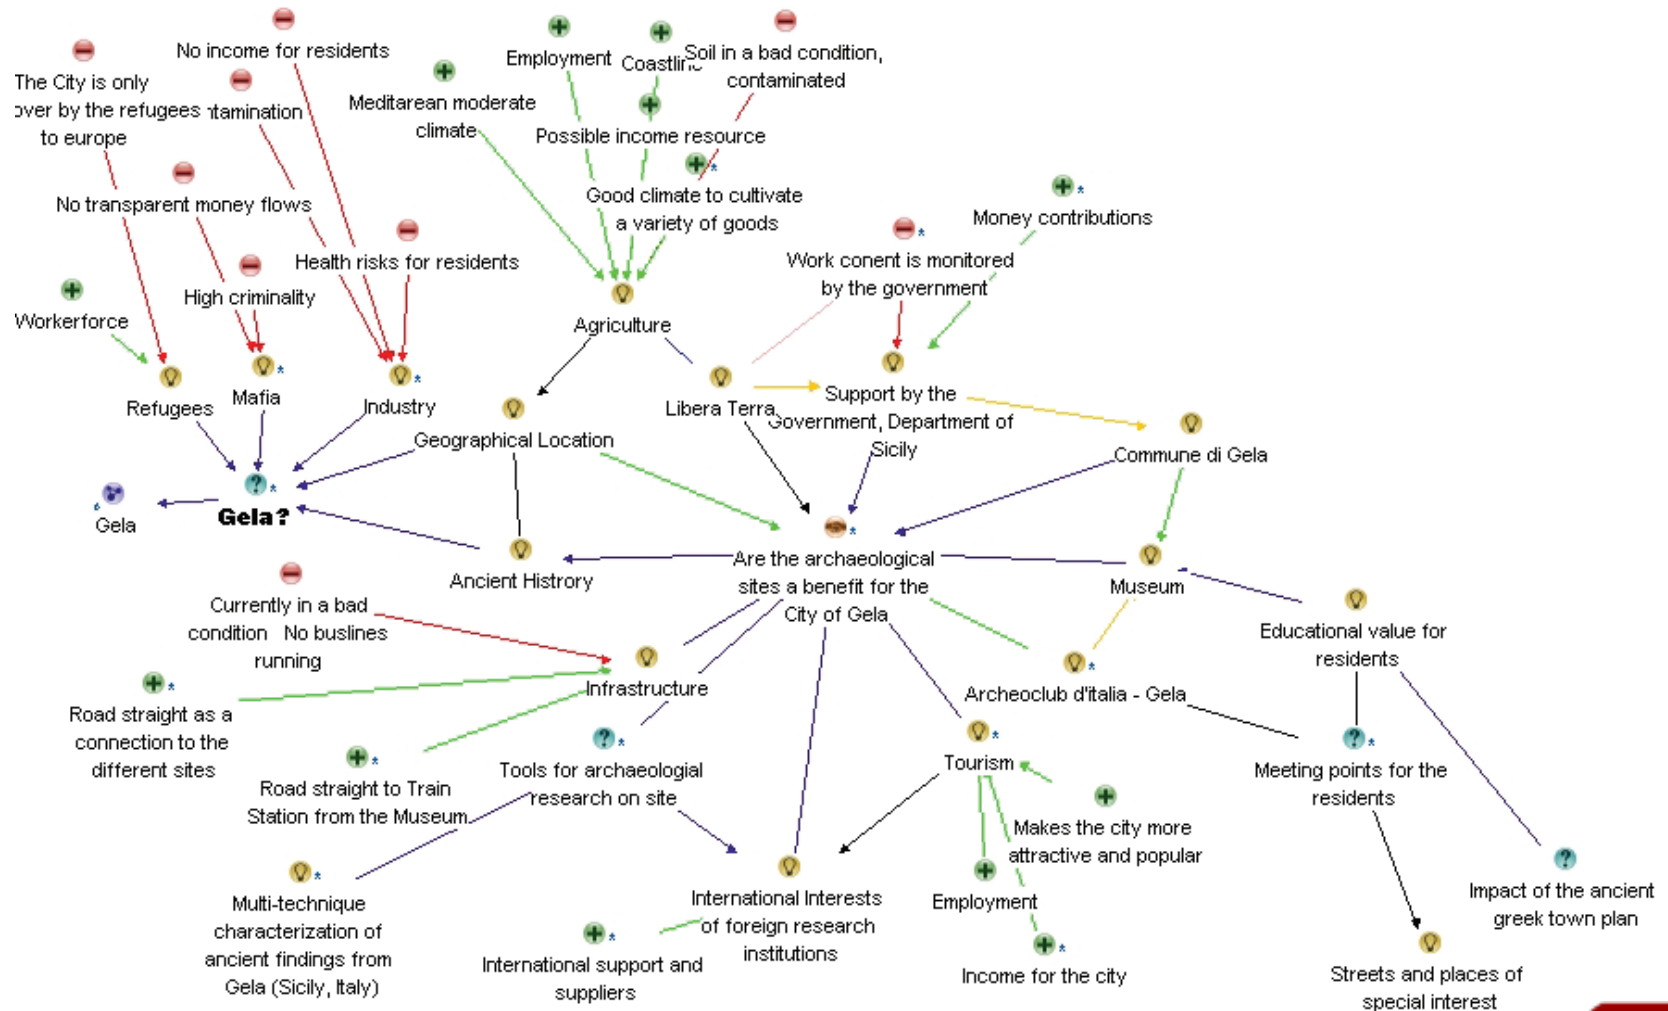 No income for residents
The City is only
over by the refugees
to europe
ntamination
Meditarean moderate
climate
Employment
Coastline
Soil in a bad condition,
contaminated
Possible income resource
Good climate to cultivate
a variety of goods
No transparent money flows
Health risks for residents
High criminality
Workerforce
Money contributions
Work conent is monitored
by the government
Agriculture
Refugees
Mafia
Industry
Geographical Location
Libera Terra
Support by the
Government, Department of
Sicily
Commune di Gela
Gela
Gela?
Ancient Histrory
Are the archaeological
sites a benefit for the
City of Gela
Museum
Currently in a bad
condition No buslines
running
Educational value for
residents
Infrastructure
Archeoclub d'italia - Gela
Road straight as a
connection to the
different sites
Road straight to Train
Station from the Museum
Tools for archaeologial
research on site
Tourism
Meeting points for the
residents
Makes the city more
attractive and popular
Multi-technique
characterization of
ancient findings from
Gela (Sicily, Italy)
International Interests
of foreign research
institutions
Employment
International support and
suppliers
Income for the city
Impact of the ancient
greek town plan
Streets and places of
special interest